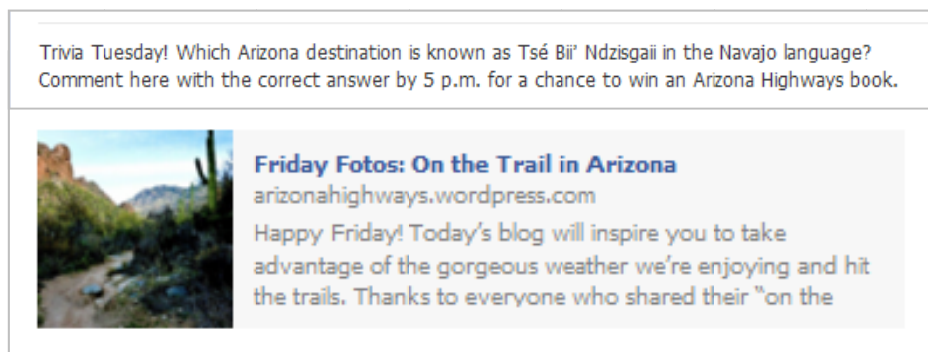 Trivia Tuesday! Which Arizona destination is known as Tsé Bii' Ndzisgaii in the Navajo language?
Comment here with the correct answer by 5 p.m. for a chance to win an Arizona Highways book.
Friday Fotos: On the Trail in Arizona
arizonahighways.wordpress.com
Happy Friday! Today's blog will inspire you to take
advantage of the gorgeous weather we're enjoying and hit
the trails. Thanks to everyone who shared their "on the